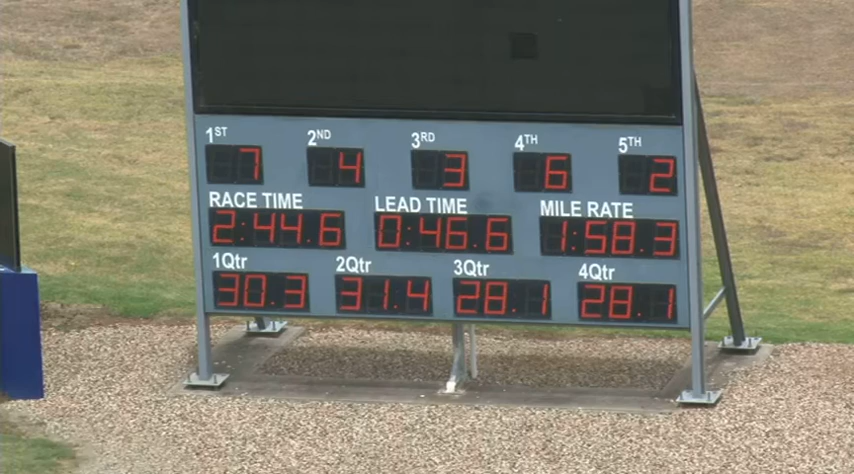 1ST 2ND 3RD 4TH 5TH
7 4 3 6 2
RACE TIME LEAD TIME MILE RATE
2:44.6 0:46.6 1:58.3
1Qtr 2Qtr 3Qtr 4Qtr
30.3 31.4 28.1 28.1